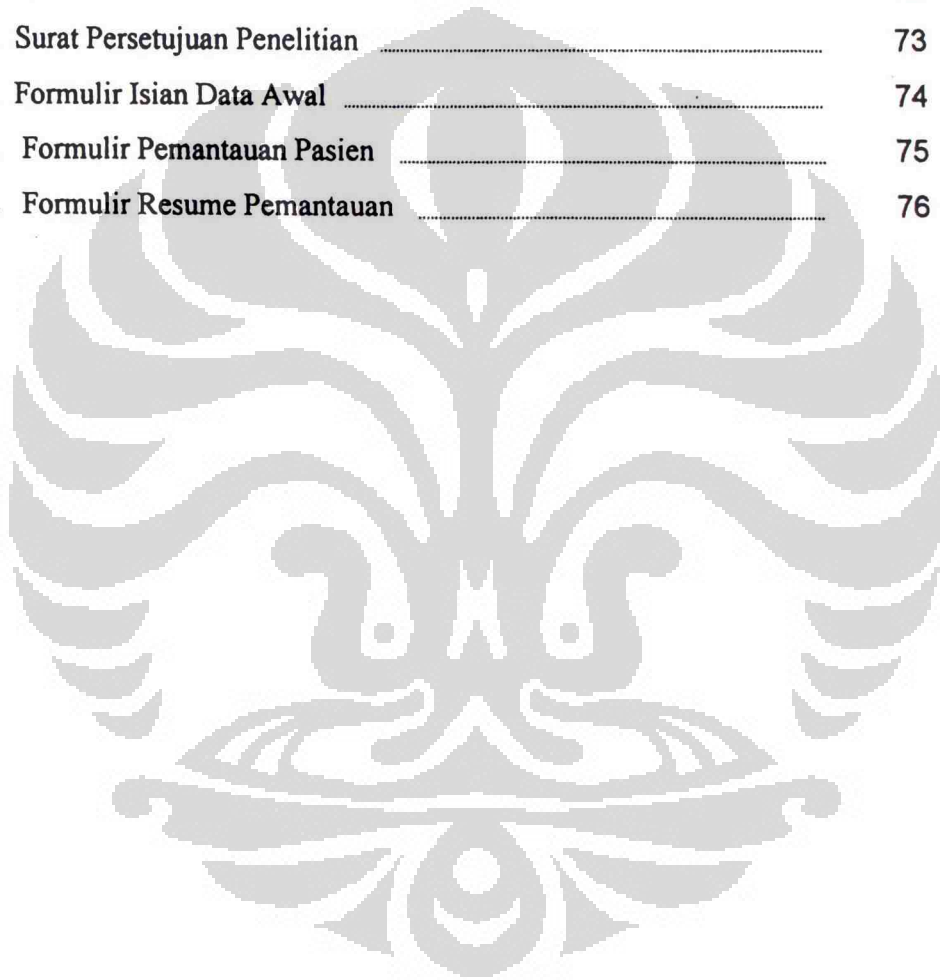 Surat Persetujuan Penelitian ........ 73
Formulir Isian Data Awal ........ 74
Formulir Pemantauan Pasien ........ 75
Formulir Resume Pemantauan ........ 76